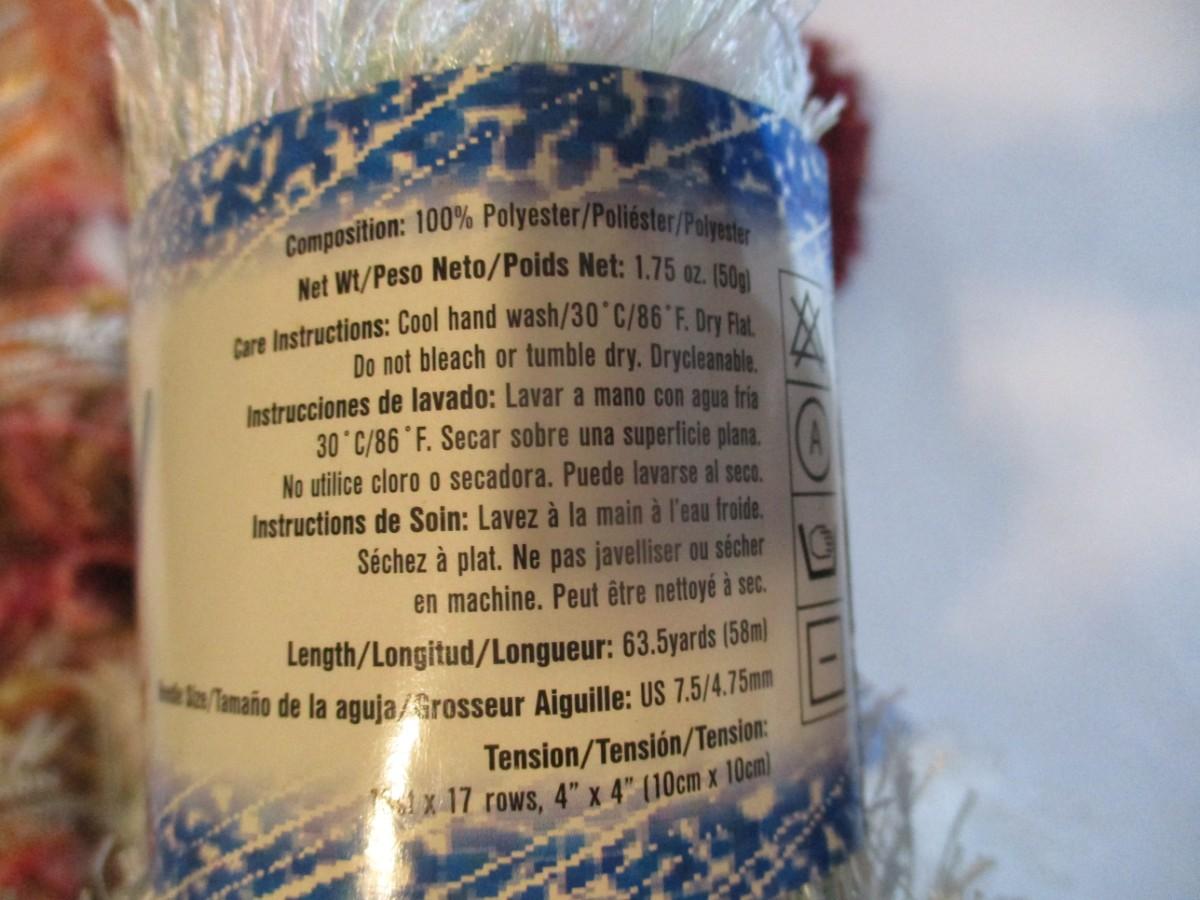 Composition: 100% Polyester/Poliéster/Polyester
Net Wt/Peso Neto/Poids Net: 1.75 oz. (50g)
Care Instructions: Cool hand wash/30°C/86°F. Dry Flat.
Do not bleach or tumble dry. Drycleanable.
Instrucciones de lavado: Lavar a mano con agua fria
30°C/86°F. Secar sobre una superficie plana.
No utilice cloro o secadora. Puede lavarse al seco.
Instructions de Soin: Lavez à la main à l'eau froide.
Séchez à plat. Ne pas javelliser ou sécher
en machine. Peut être nettoyé à sec.
Length/Longitud/Longueur: 63.5yards (58m)
Size/Tamaño de la aguja/Grosseur Aiguille: US 7.5/4.75mm
Tension/Tensión/Tension:
x 17 rows, 4" x 4" (10cm x 10cm)
A